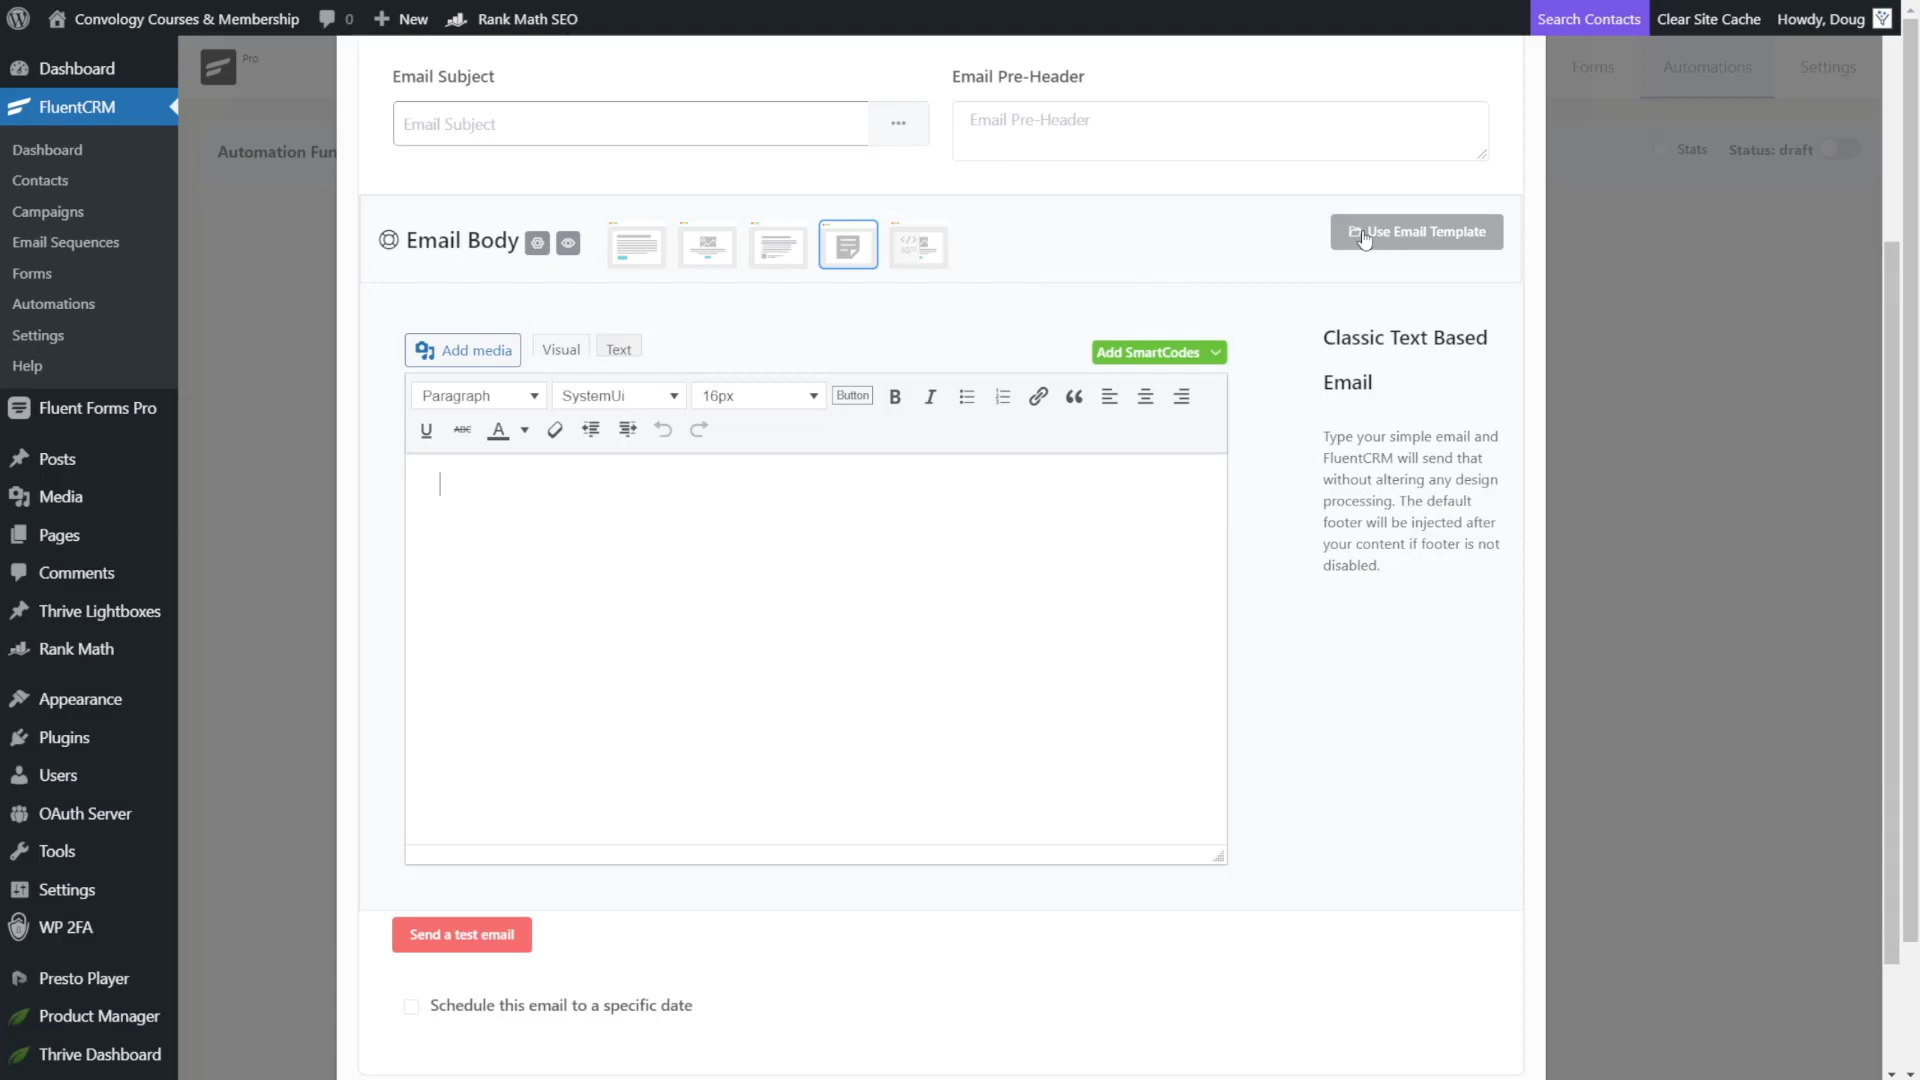 Convology Courses & Membership
0
New
Rank Math SEO
Search Contacts
Clear Site Cache
Howdy, Doug
Dashboard
FluentCRM
Dashboard
Contacts
Campaigns
Email Sequences
Forms
Automations
Settings
Help
Fluent Forms Pro
Posts
Media
Pages
Comments
Thrive Lightboxes
Rank Math
Appearance
Plugins
Users
OAuth Server
Tools
Settings
WP 2FA
Presto Player
Product Manager
Thrive Dashboard
Pro
Forms
Automations
Settings
Automation Fun
Stats
Status: draft
Email Subject
Email Pre-Header
Email Subject
Email Pre-Header
Email Body
Use Email Template
Add media
Visual
Text
Add SmartCodes
Paragraph
SystemUi
16px
Button
B
I
U
ABC
A
Classic Text Based
Email
Type your simple email and
FluentCRM will send that
without altering any design
processing. The default
footer will be injected after
your content if footer is not
disabled.
Send a test email
Schedule this email to a specific date